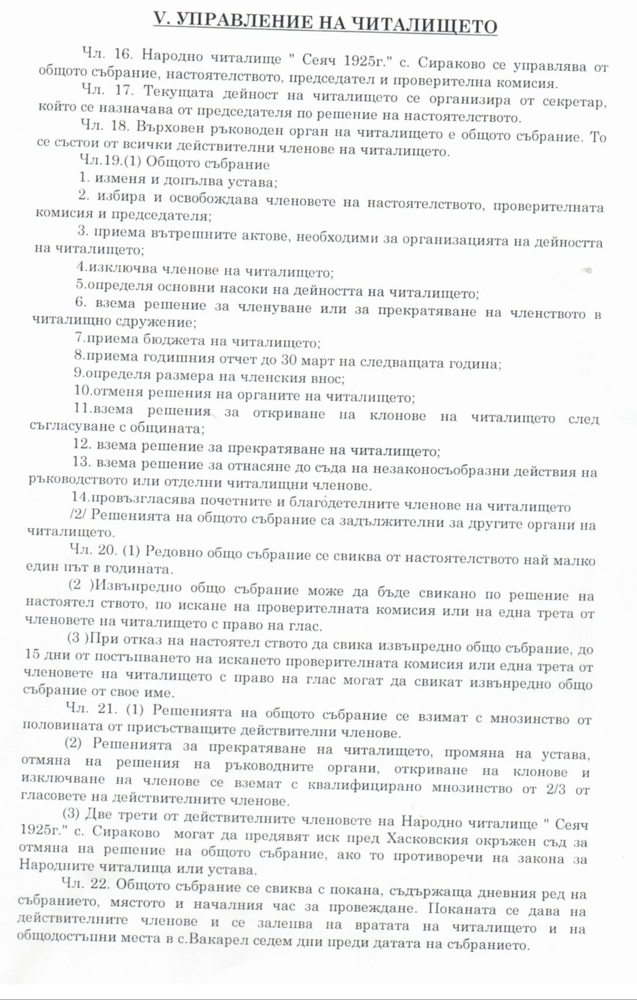 V. УПРАВЛЕНИЕ НА ЧИТАЛИЩЕТО
Чл. 16. Народно читалище " Сеяч 1925г." с. Сираково се управлява от
общото събрание, настоятелството, председател и проверителна комисия.
Чл. 17. Текущата дейност на читалището се организира от секретар,
който се назначава от председателя по решение на настоятелството.
Чл. 18. Върховен ръководен орган на читалището е общото събрание. То
се състои от всички действителни членове на читалището.
Чл.19.(1) Общото събрание
1. изменя и допълва устава;
2. избира и освобождава членовете на настоятелството, проверителната
комисия и председателя;
3. приема вътрешните актове, необходими за организацията на дейността
на читалището;
4.изключва членове на читалището;
5.определя основни насоки на дейността на читалището;
6. взема решение за членуване или за прекратяване на членството в
читалищно сдружение;
7.приема бюджета на читалището;
8.приема годишния отчет до 30 март на следващата година;
9.определя размера на членския внос;
10.отменя решения на органите на читалището;
11.взема решения за откриване на клонове на читалището след
съгласуване с общината;
12. взема решение за прекратяване на читалището;
13. взема решение за отнасяне до съда на незаконосъобразни действия на
ръководството или отделни читалищни членове.
14.провъзгласява почетните и благодетелните членове на читалището
/2/ Решенията на общото събрание са задължителни за другите органи на
читалището.
Чл. 20. (1) Редовно общо събрание се свиква от настоятелството най малко
един път в годината.
(2 )Извънредно общо събрание може да бъде свикано по решение на
настоятел ството, по искане на проверителната комисия или на една трета от
членовете на читалището с право на глас.
(3 )При отказ на настоятел ството да свика извънредно общо събрание, до
15 дни от постъпването на искането проверителната комисия или една трета от
членовете на читалището с право на глас могат да свикат извънредно общо
събрание от свое име.
Чл. 21. (1) Решенията на общото събрание се взимат с мнозинство от
половината от присъстващите действителни членове.
(2) Решенията за прекратяване на читалището, промяна на устава,
отмяна на решения на ръководните органи, откриване на клонове и
изключване на членове се вземат с квалифицирано мнозинство от 2/3 от
гласовете на действителните членове.
(3) Две трети от действителните членовете на Народно читалище " Сеяч
1925г." с. Сираково могат да предявят иск пред Хасковския окръжен съд за
отмяна на решение на общото събрание, ако то противоречи на закона за
Народните читалища или устава.
Чл. 22. Общото събрание се свиква с покана, съдържаща дневния ред на
събранието, мястото и началния час за провеждане. Поканата се дава на
действителните членове и се залепва на вратата на читалището и на
общодостъпни места в с.Вакарел седем дни преди датата на събранието.